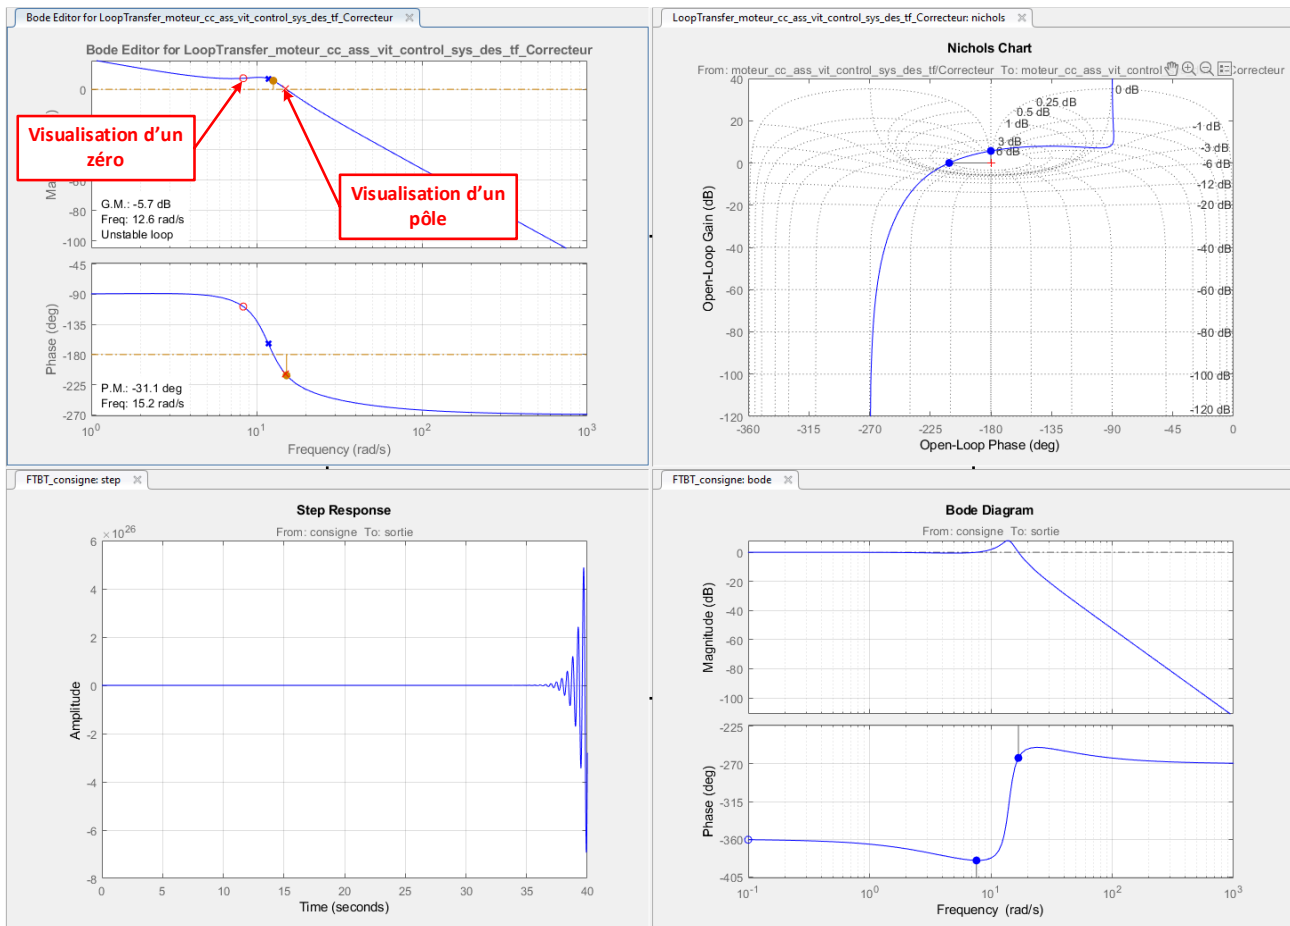 Bode Editor for LoopTransfer_moteur_cc_ass_vit_control_sys_des_tf_Correcteur
Bode Editor for LoopTransfer_moteur_cc_ass_vit_control_sys_des_tf_Correcteur
0
Visualisation d'un
zéro
Visualisation d'un
pôle
-80
-100
G.M.: -5.7 dB
Freq: 12.6 rad/s
Unstable loop
Phase (deg)
-45
-90
-135
-180
-225
-270
P.M.: -31.1 deg
Freq: 15.2 rad/s
10^0 10^1 10^2 10^3
Frequency (rad/s)
LoopTransfer_moteur_cc_ass_vit_control_sys_des_tf_Correcteur: nichols
Nichols Chart
From: moteur_cc_ass_vit_control_sys_des_tf/Correcteur To: moteur_cc_ass_vit_control
Correcteur
Open-Loop Gain (dB)
40
20
0
-20
-40
-60
-80
-100
-120
0 dB
0.25 dB
0.5 dB
1 dB
3 dB
6 dB
-1 dB
-3 dB
-6 dB
-12 dB
-20 dB
-40 dB
-60 dB
-80 dB
-100 dB
-120 dB
-360 -315 -270 -225 -180 -135 -90 -45 0
Open-Loop Phase (deg)
FTBT_consigne: step
Step Response
From: consigne To: sortie
×10^26
Amplitude
6
4
2
0
-2
-4
-6
-8
0 5 10 15 20 25 30 35 40
Time (seconds)
FTBT_consigne: bode
Bode Diagram
From: consigne To: sortie
Magnitude (dB)
0
-20
-40
-60
-80
-100
Phase (deg)
-225
-270
-315
-360
-405
10^-1 10^0 10^1 10^2 10^3
Frequency (rad/s)